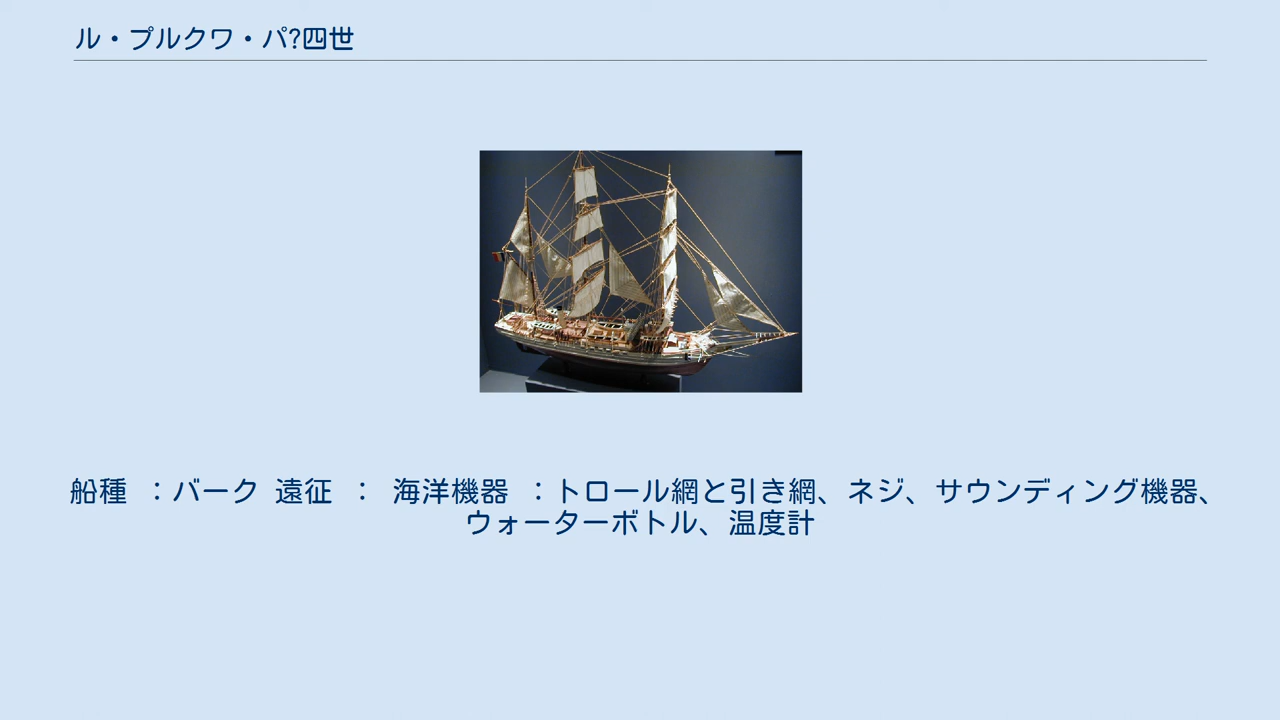 ル・プルクワ・パ?四世
船種 ：バーク 遠征 ： 海洋機器 ：トロール網と引き網、ネジ、サウンディング機器、
ウォーターボトル、温度計